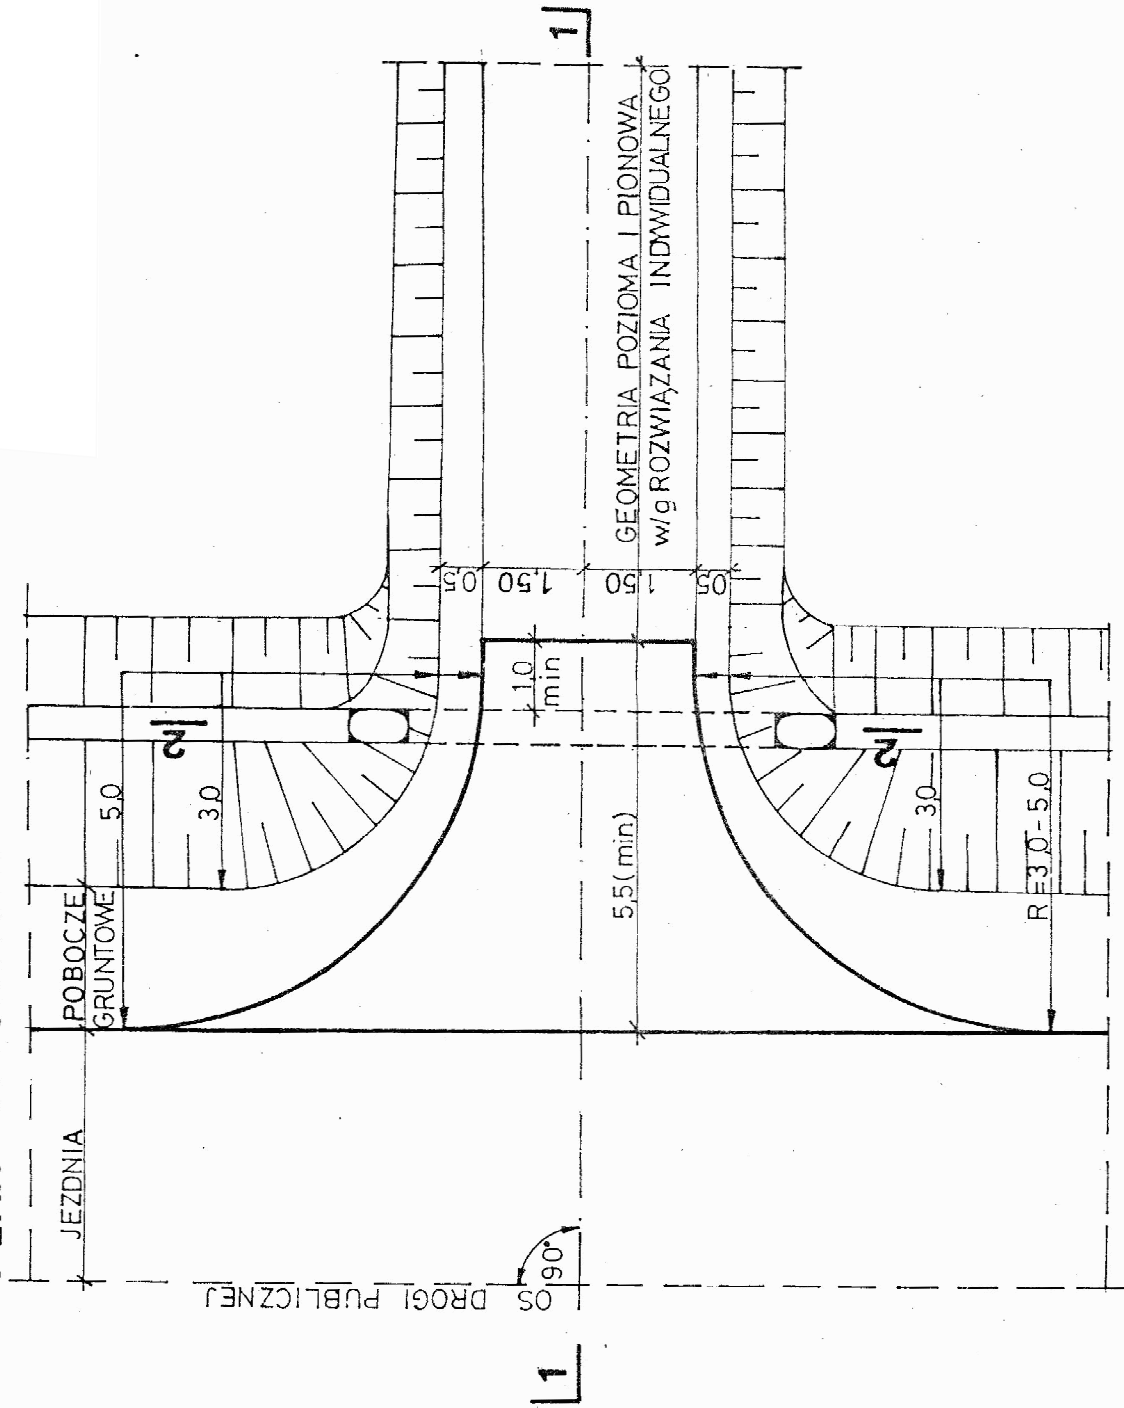 1
GEOMETRIA POZIOMA I PIONOWA
w/g ROZWIĄZANIA INDYWIDUALNEGO
0,5
1,50
1,50
0,5
1,0
min
2
2
5,0
3,0
5,5(min)
3,0
R=3,0-5,0
POBOCZE
GRUNTOWE
JEZDNIA
90°
OŚ DROGI PUBLICZNEJ
1